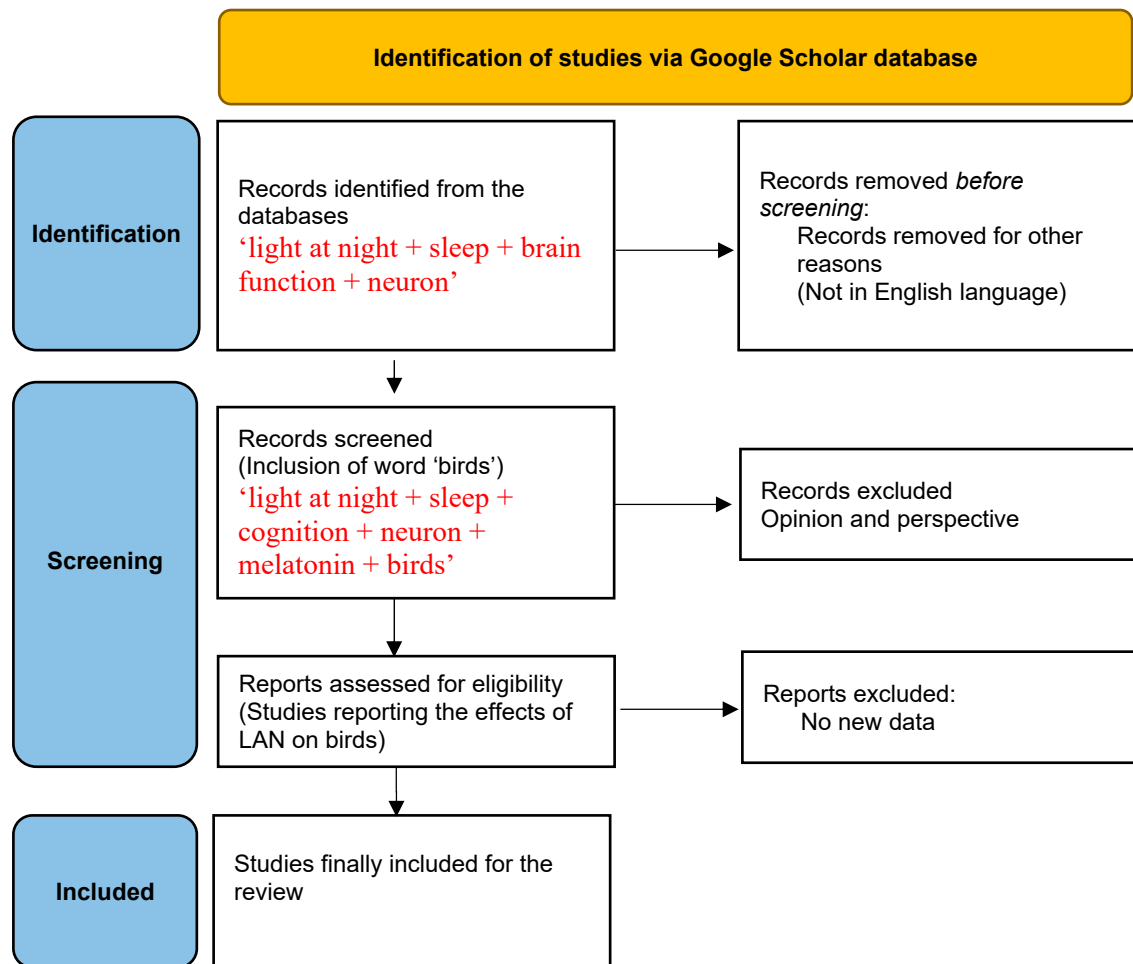 Identification of studies via Google Scholar database
Identification
Records identified from the
databases
‘light at night + sleep + brain
function + neuron’
Records removed before
screening:
Records removed for other
reasons
(Not in English language)
Screening
Records screened
(Inclusion of word ‘birds’)
‘light at night + sleep +
cognition + neuron +
melatonin + birds’
Records excluded
Opinion and perspective
Reports assessed for eligibility
(Studies reporting the effects of
LAN on birds)
Reports excluded:
No new data
Included
Studies finally included for the
review